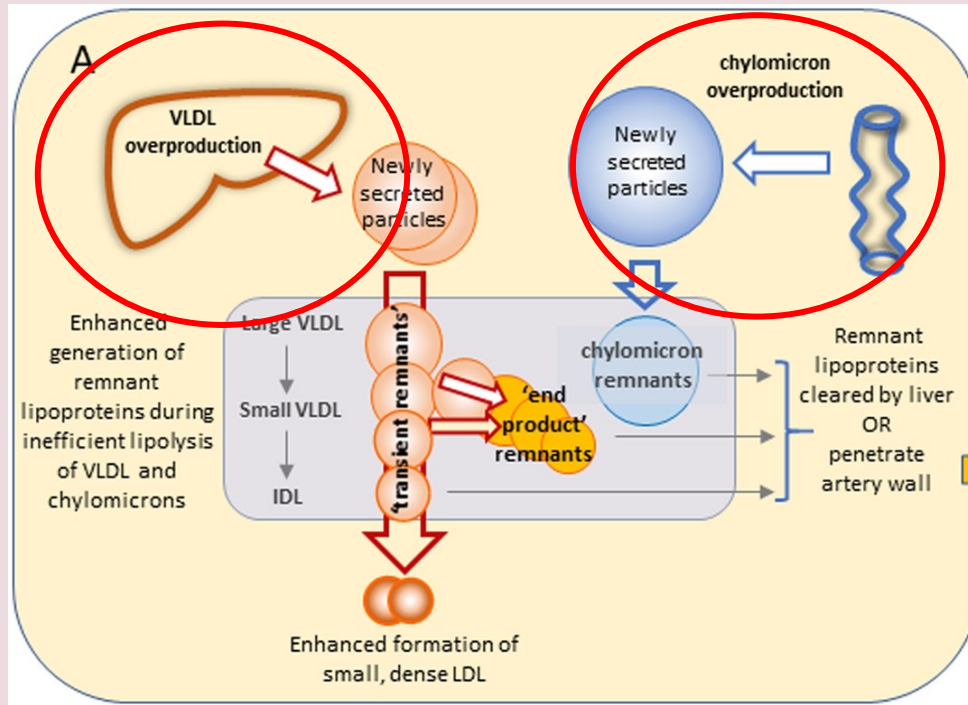 A
VLDL
overproduction
Newly
secreted
particles
chylomicron
overproduction
Newly
secreted
particles
Enhanced
generation of
remnant
lipoproteins during
inefficient lipolysis
of VLDL and
chylomicrons
Large VLDL
Small VLDL
IDL
'transient remnants'
'end
product'
remnants
chylomicron
remnants
Remnant
lipoproteins
cleared by liver
OR
penetrate
artery wall
Enhanced formation of
small, dense LDL